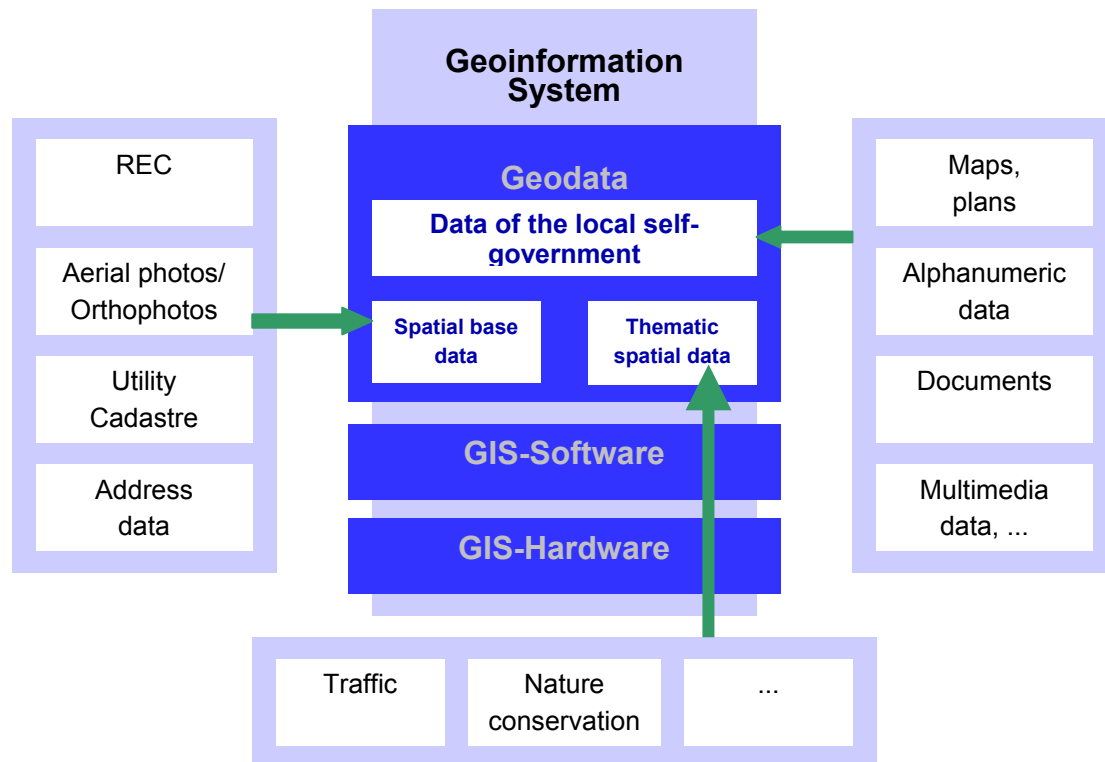 Geoinformation
System
REC
Aerial photos/
Orthophotos
Utility
Cadastre
Address
data
Geodata
Data of the local self-
government
Spatial base
data
Thematic
spatial data
GIS-Software
GIS-Hardware
Maps,
plans
Alphanumeric
data
Documents
Multimedia
data, ...
Traffic
Nature
conservation
...